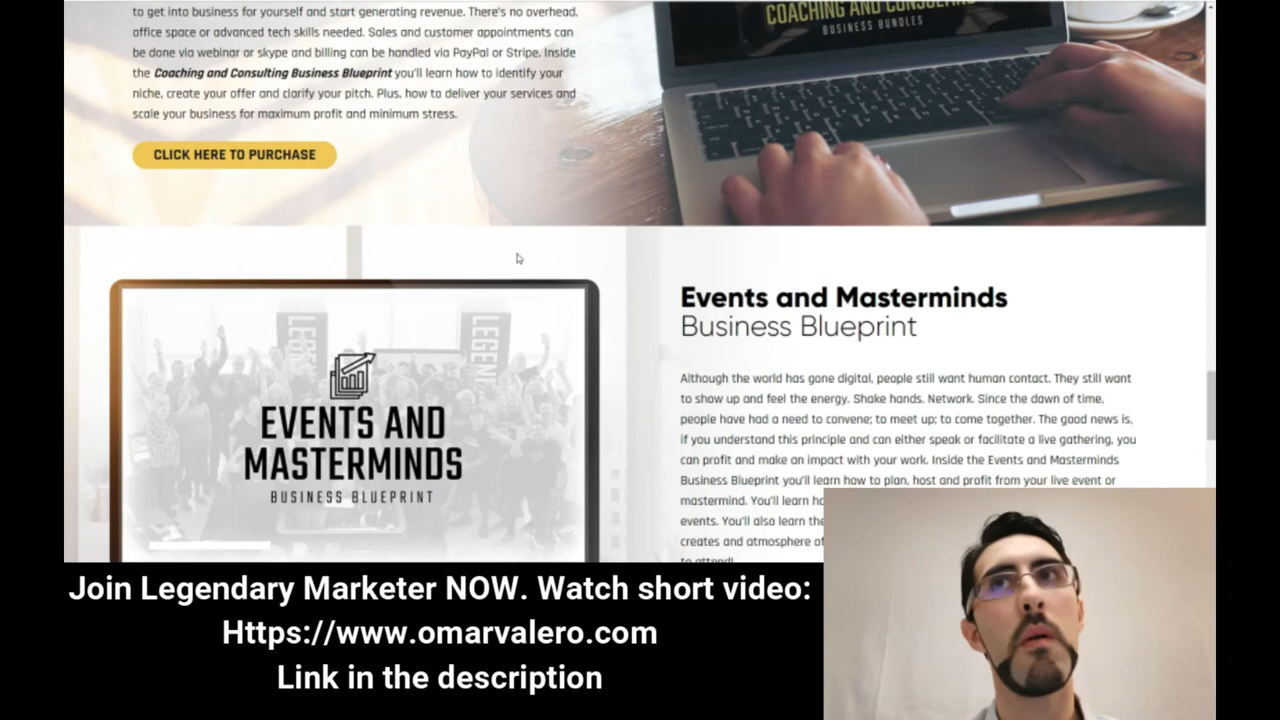 to get into business for yourself and start generating revenue. There's no overhead,
office space or advanced tech skills needed. Sales and customer appointments can
be done via webinar or skype and billing can be handled via PayPal or Stripe. Inside
the Coaching and Consulting Business Blueprint you'll learn how to identify your
niche, create your offer and clarify your pitch. Plus, how to deliver your services and
scale your business for maximum profit and minimum stress.
CLICK HERE TO PURCHASE
COACHING AND CONSULTING
BUSINESS BUNDLES
LEGEND
EVENTS AND
MASTERMINDS
BUSINESS BLUEPRINT
Events and Masterminds
Business Blueprint
Although the world has gone digital, people still want human contact. They still want
to show up and feel the energy. Shake hands. Network. Since the dawn of time,
people have had a need to convene; to meet up; to come together. The good news is,
if you understand this principle and can either speak or facilitate a live gathering, you
can profit and make an impact with your work. Inside the Events and Masterminds
Business Blueprint you'll learn how to plan, host and profit from your live event or
mastermind. You'll learn
events. You'll also learn the
creates and atmosphere of
to attend!
Join Legendary Marketer NOW. Watch short video:
Https://www.omarvalero.com
Link in the description